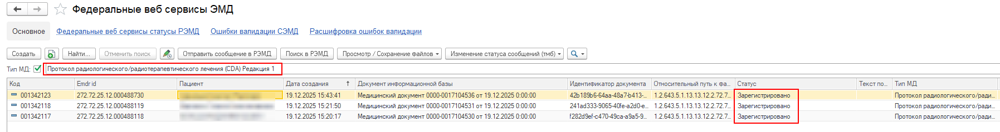 Федеральные веб сервисы ЭМД
Основное Федеральные веб сервисы статусы РЭМД Ошибки валидации СЭМД Расшифровка ошибок валидации
Создать Найти... Отменить поиск Отправить сообщение в РЭМД Поиск в РЭМД Просмотр / Сохранение файлов Изменение статуса сообщений (тмб)
Тип МД: Протокол радиологического/радиотерапевтического лечения (CDA) Редакция 1
Код Emdr id Пациент Дата создания ↑ Документ информационной базы Идентификатор документа Относительный путь к фа... Статус Текст по... Тип МД
001342123 272.72.25.12.000488730 19.12.2025 15:43:41 Медицинский документ 0000-0017104536 от 19.12.2025 0:00:00 42b189b6-64aa-48a7-b413-... 1.2.643.5.1.13.13.12.2.72.7... Зарегистрировано Протокол радиологического/ради...
001342118 272.72.25.12.000488119 19.12.2025 15:21:50 Медицинский документ 0000-0017104531 от 19.12.2025 0:00:00 241ad333-9065-40fe-a2d0-e... 1.2.643.5.1.13.13.12.2.72.7... Зарегистрировано Протокол радиологического/ради...
001342117 272.72.25.12.000488118 19.12.2025 15:20:17 Медицинский документ 0000-0017104530 от 19.12.2025 0:00:00 f282d9ef-c470-49ca-a9a5-9... 1.2.643.5.1.13.13.12.2.72.7... Зарегистрировано Протокол радиологического/ради...